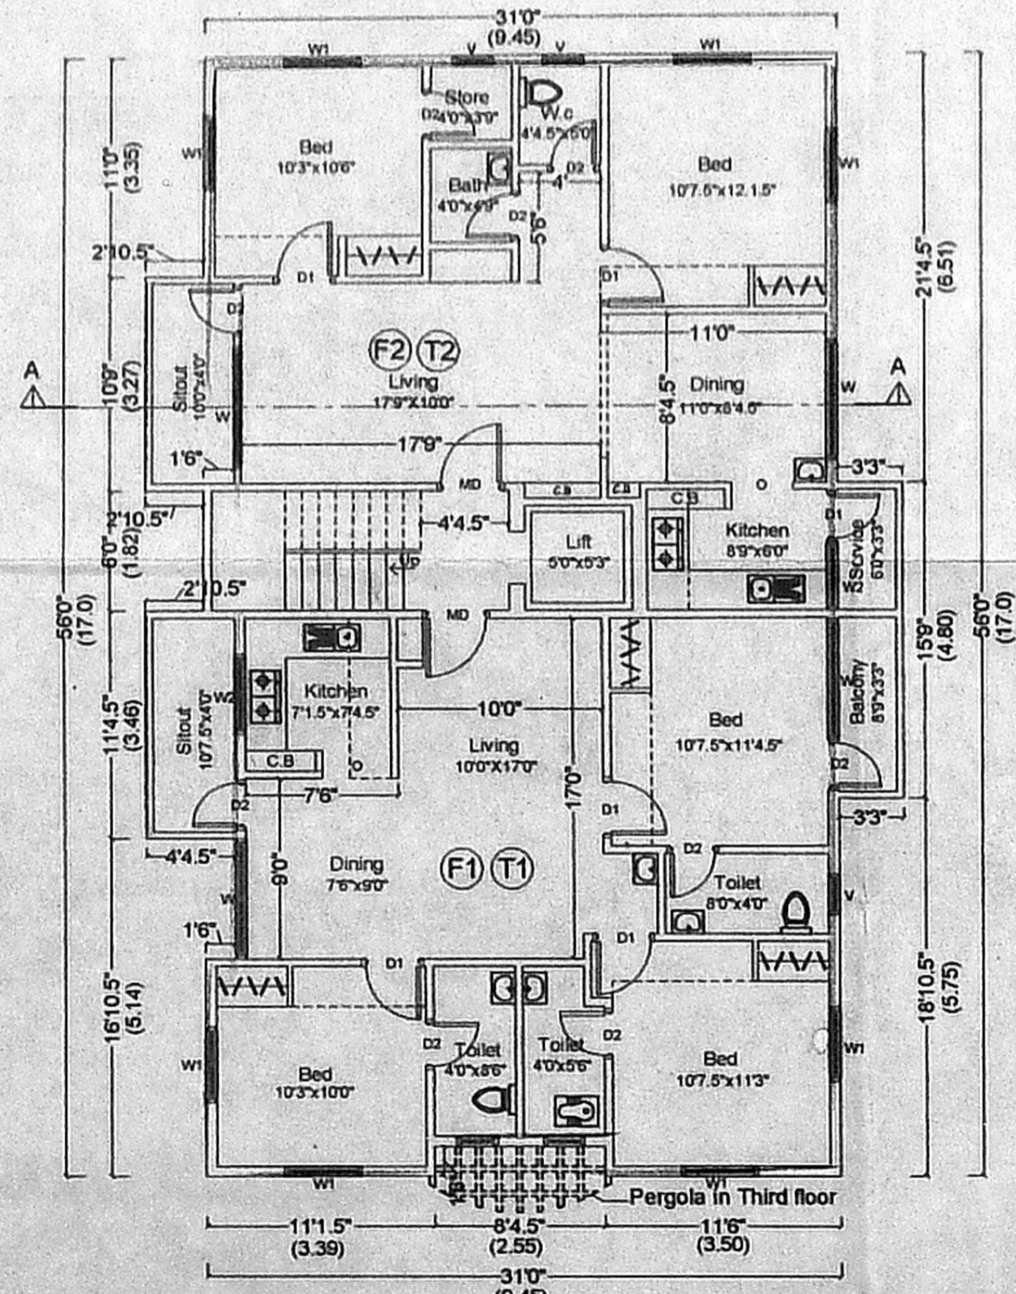 31'0"
(9.45)
W1
V
V
W1
Store
4'0"x3'9"
D2
W.c
4'4.5"x5'0"
D2
4'
W1
Bed
10'3"x10'6"
Bed
10'7.5"x12.1.5"
W1
Bath
4'0"x4'9"
D2
5'6"
11'0"
(3.35)
21'4.5"
(6.51)
2'10.5"
D1
D1
F2
T2
Living
17'9"X10'0"
11'0"
Dining
11'0"x8'4.5"
8'4.5"
Sitout
10'0"x4'0"
W
W
A
A
10'9"
(3.27)
17'9"
1'6"
3'3"
MD
C.B
C.B
C.B
O
D1
2'10.5"
4'4.5"
Lift
5'0"x5'3"
Kitchen
8'9"x6'0"
Service
6'0"x3'3"
6'0"
(1.82)
Up
2'10.5"
MD
56'0"
(17.0)
56'0"
(17.0)
15'9"
(4.80)
Sitout
10'7.5"x4'0"
W2
Kitchen
7'1.5"x7'4.5"
C.B
O
10'0"
Living
10'0"X17'0"
17'0"
Bed
10'7.5"x11'4.5"
W
Balcony
8'9"x3'3"
D2
11'4.5"
(3.46)
D2
7'6"
D1
3'3"
4'4.5"
9'0"
Dining
7'6"x9'0"
F1
T1
D2
Toilet
8'0"x4'0"
V
W
1'6"
D1
D1
16'10.5"
(5.14)
18'10.5"
(5.75)
W1
Bed
10'3"x10'0"
D2
Toilet
4'0"x8'6"
Toilet
4'0"x5'6"
D2
Bed
10'7.5"x11'3"
W1
W1
W1
Pergola in Third floor
11'1.5"
(3.39)
8'4.5"
(2.55)
11'6"
(3.50)
31'0"
(9.45)